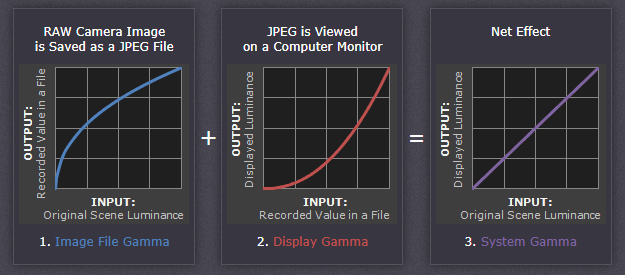 RAW Camera Image
is Saved as a JPEG File
OUTPUT:
Recorded Value in a File
INPUT:
Original Scene Luminance
1. Image File Gamma
+
JPEG is Viewed
on a Computer Monitor
OUTPUT:
Displayed Luminance
INPUT:
Recorded Value in a File
2. Display Gamma
=
Net Effect
OUTPUT:
Displayed Luminance
INPUT:
Original Scene Luminance
3. System Gamma